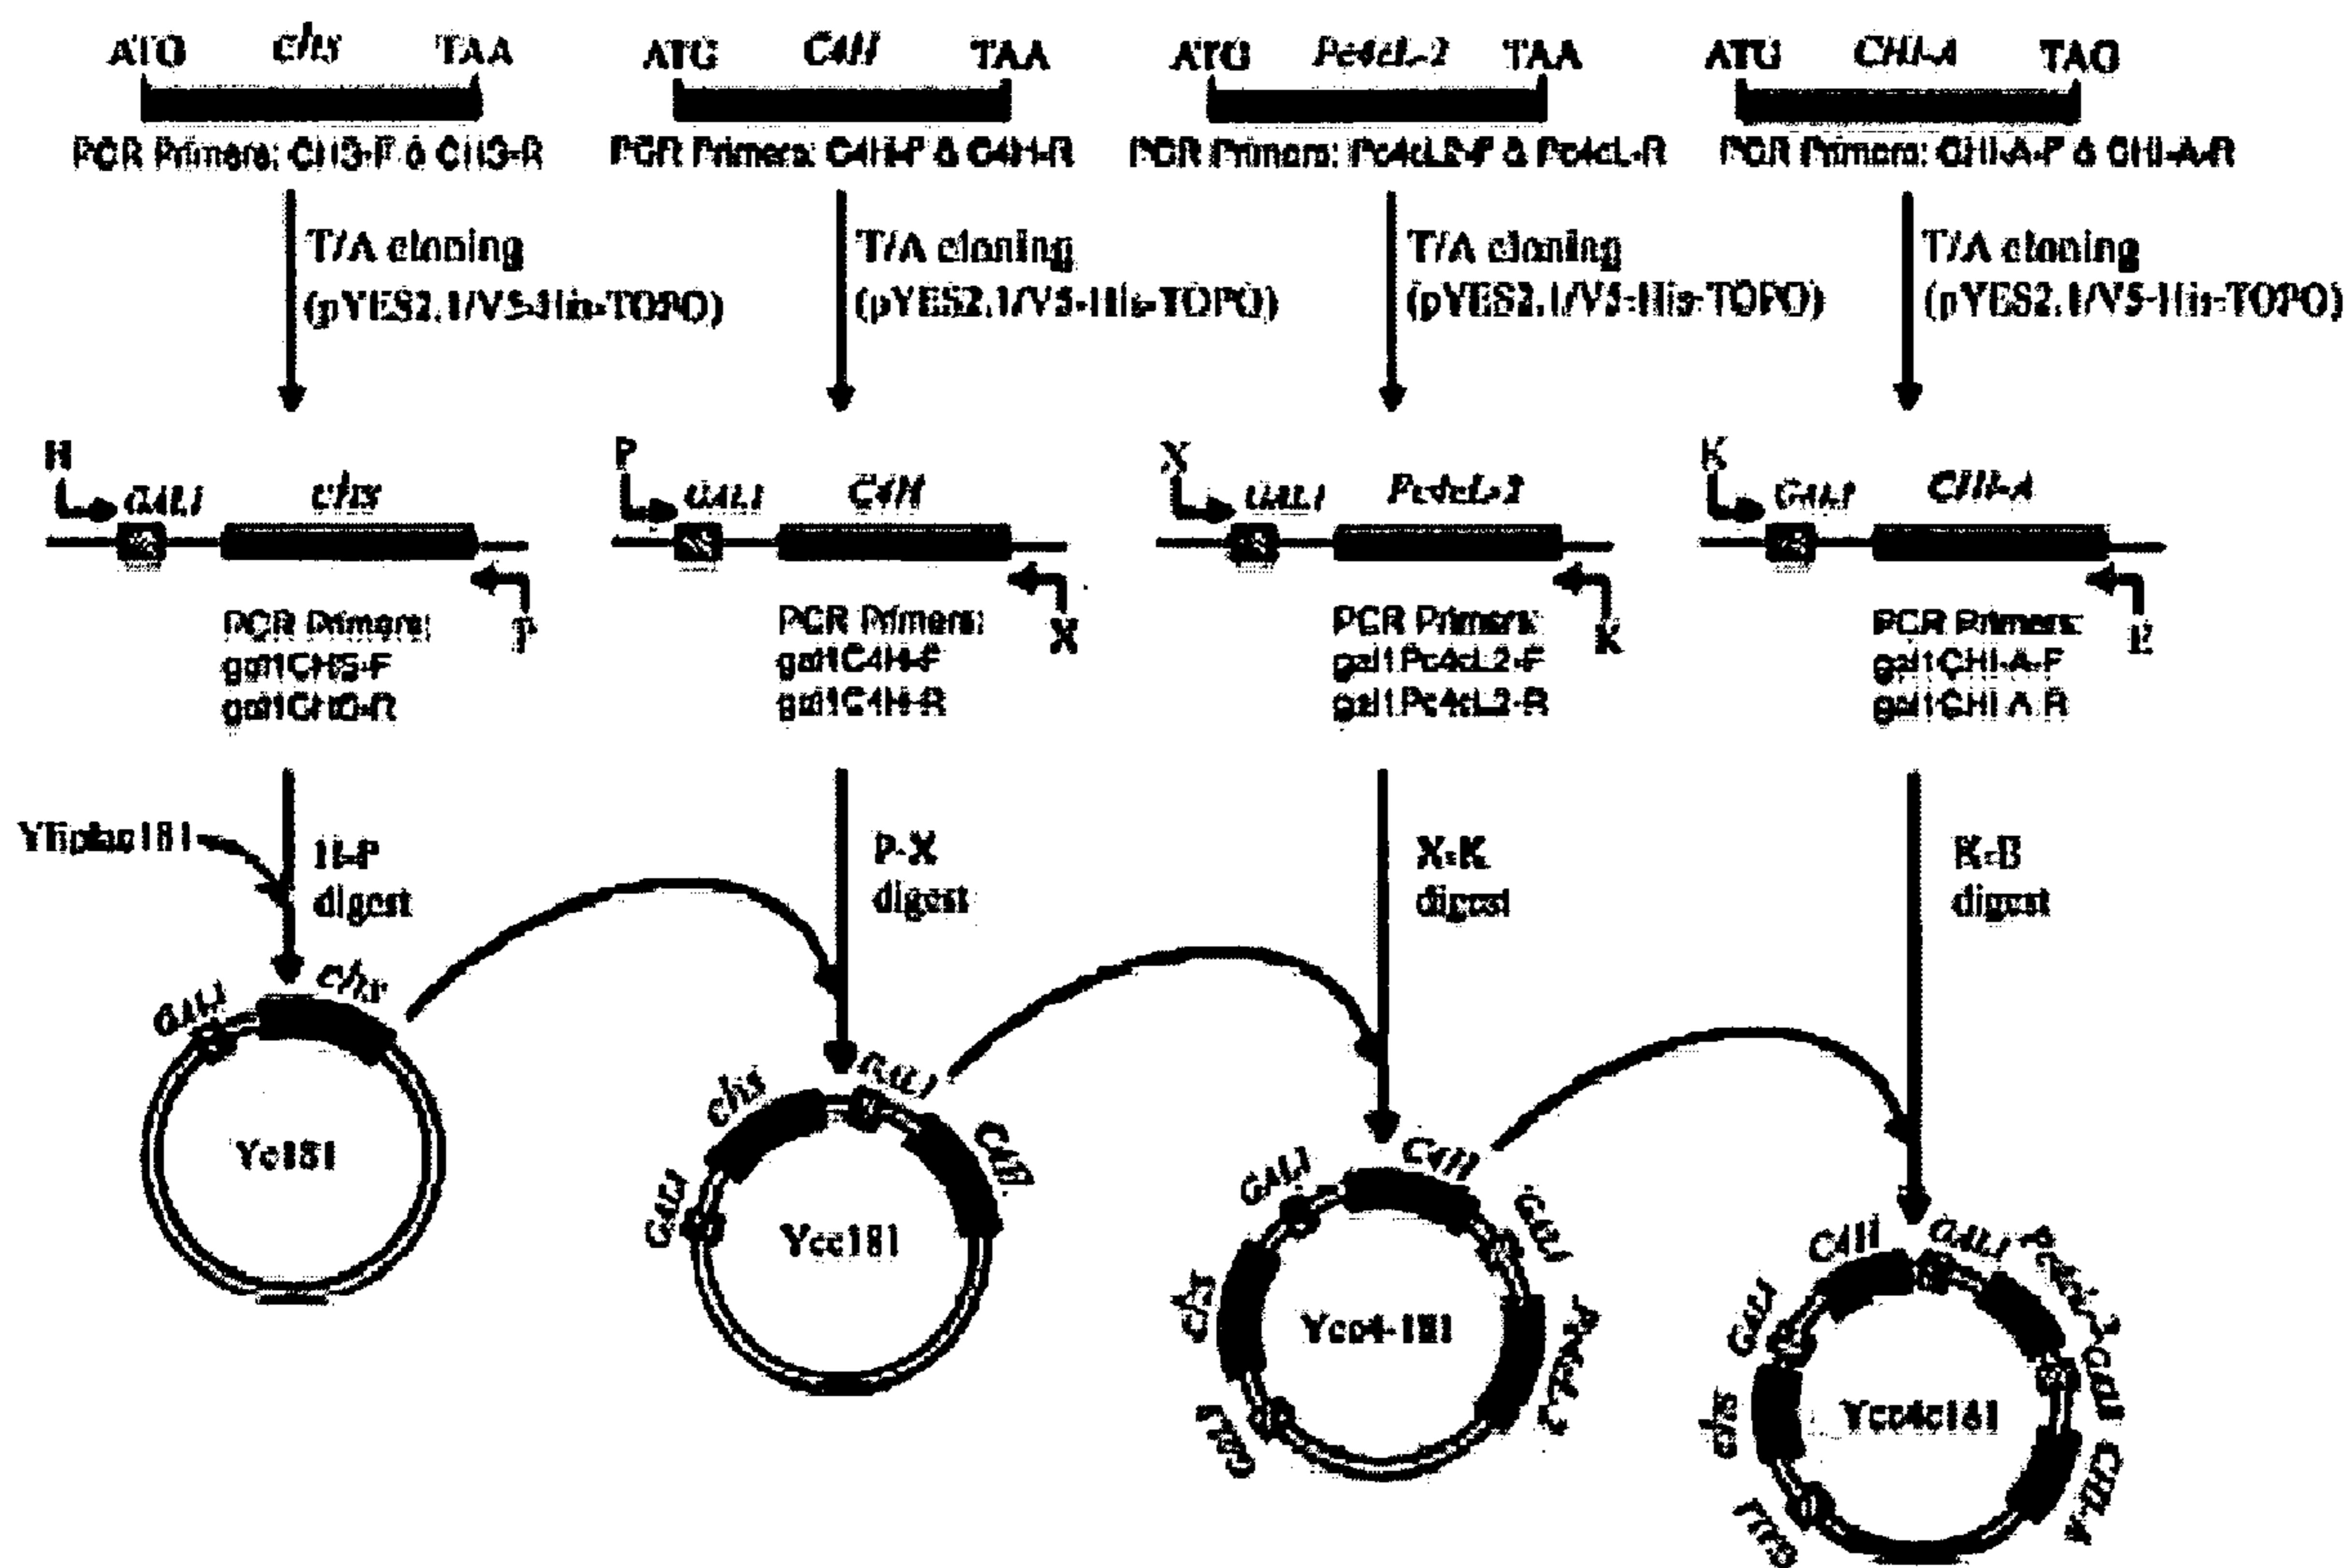 ATG chs TAA
ATG C4H TAA
ATG Pc4cL-2 TAA
ATG CHI-A TAG
PCR Primers: CHS-F & CHS-R
PCR Primers: C4H-F & C4H-R
PCR Primers: Pc4cL2-F & Pc4cL-R
PCR Primers: CHI-A-F & CHI-A-R
T/A cloning
(pYES2.1/V5-His-TOPO)
T/A cloning
(pYES2.1/V5-His-TOPO)
T/A cloning
(pYES2.1/V5-His-TOPO)
T/A cloning
(pYES2.1/V5-His-TOPO)
H
GAL1 chs
P
PCR Primers:
gal1CHS-F
gal1CHS-R
P
GAL1 C4H
X
PCR Primers:
gal1C4H-F
gal1C4H-R
X
GAL1 Pc4cL-2
K
PCR Primers:
gal1Pc4cL2-F
gal1Pc4cL2-R
K
GAL1 CHI-A
PCR Primers:
gal1CHI-A-F
gal1CHI-A-R
YEplac181
H-P
digest
P-X
digest
X-K
digest
digest
GAL1
chs
Yc181
GAL1
chs
GAL1
C4H
Ycc181
GAL1
chs
GAL1
C4H
GAL1
Ycc4-181
GAL1
chs
GAL1
C4H
GAL1
Pc4cL-2
GAL1
CHI-A
Ycc4c181